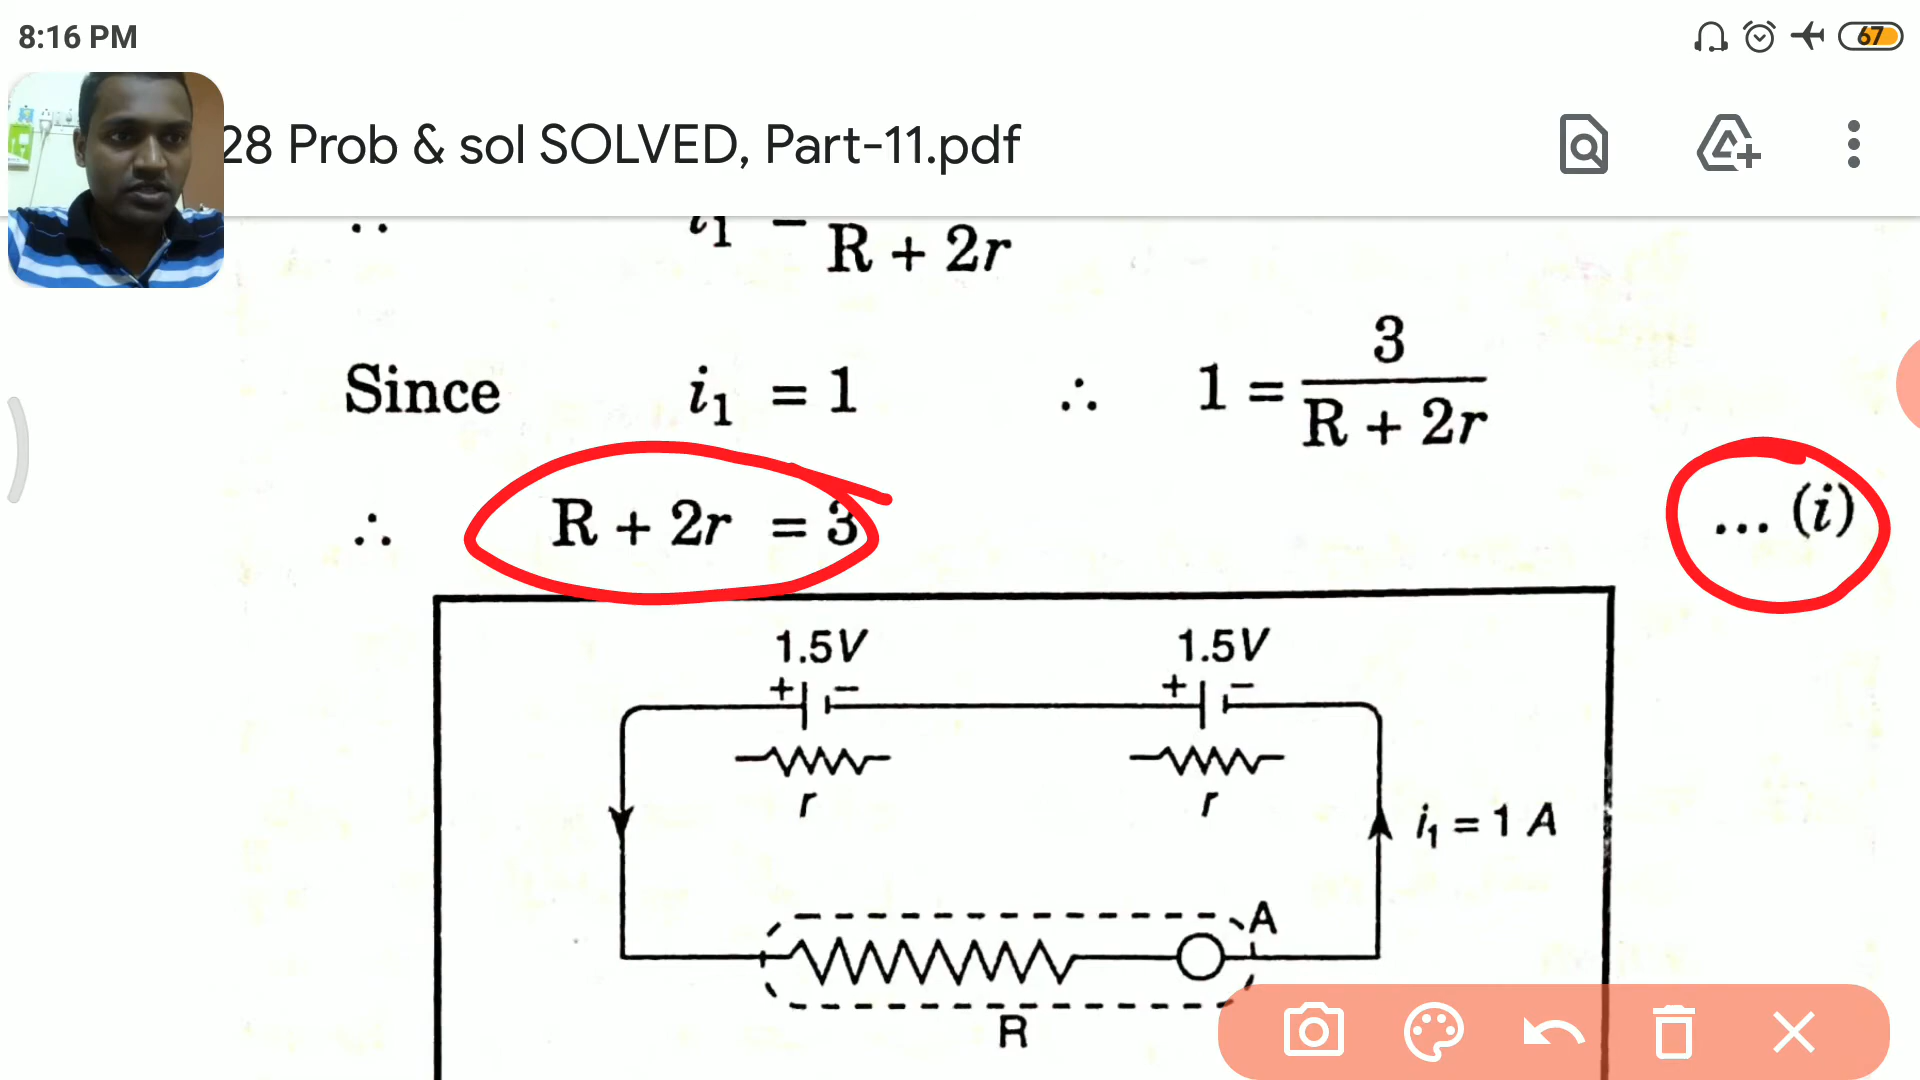 8:16 PM
67
28 Prob & sol SOLVED, Part-11.pdf
∴ i₁ = R + 2r
Since i₁ = 1 ∴ 1 = 3 / (R + 2r)
∴ R + 2r = 3 ... (i)
1.5V 1.5V
+ − + −
r r
i₁ = 1 A
A
R